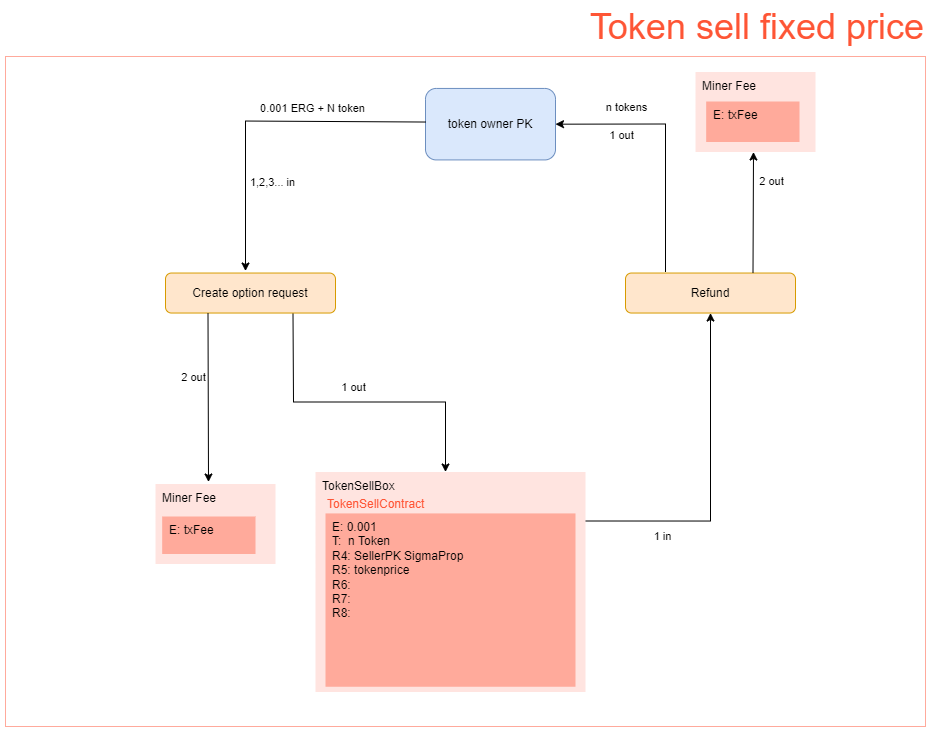 Token sell fixed price
Miner Fee
E: txFee
0.001 ERG + N token
token owner PK
n tokens
1 out
1,2,3... in
2 out
Create option request
Refund
2 out
1 out
Miner Fee
E: txFee
TokenSellBox
TokenSellContract
E: 0.001
T:  n Token
R4: SellerPK SigmaProp
R5: tokenprice
R6:
R7:
R8:
1 in